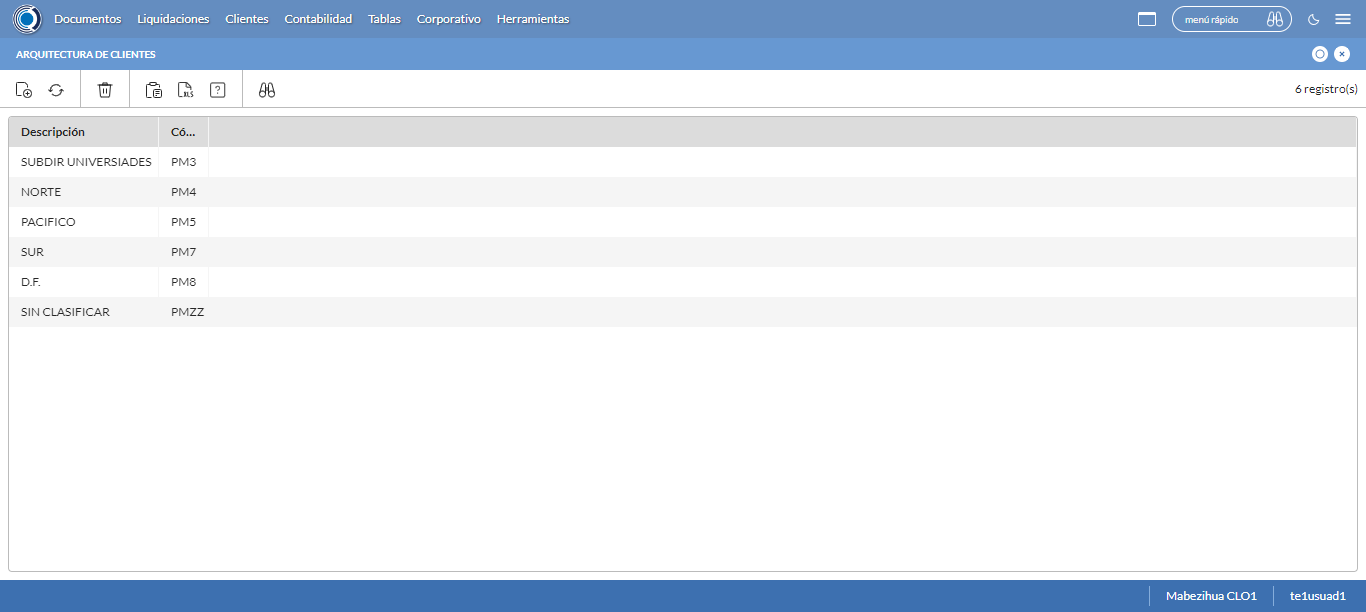 Documentos Liquidaciones Clientes Contabilidad Tablas Corporativo Herramientas menú rápido
ARQUITECTURA DE CLIENTES
XLS ? 6 registro(s)
Descripción Có...
SUBDIR UNIVERSIADES PM3
NORTE PM4
PACIFICO PM5
SUR PM7
D.F. PM8
SIN CLASIFICAR PMZZ
Mabezihua CLO1 te1usuad1